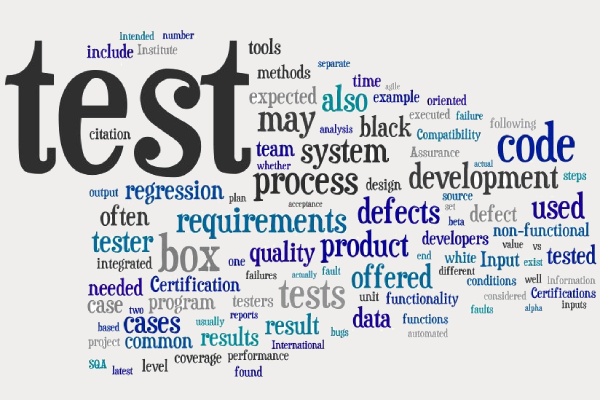 intended number
include Institute tools
test
methods separate
time agile
expected also example oriented
citation may executed failure following
analysis black Compatibility code
team system Assurance
whether actual
process design development steps
output regression plan source
often acceptance defects set defect used
requirements beta non-functional
tester box one quality product developers value vs
integrated end white Input exist tested
failures actually fault offered different
needed Certification conditions well information
case two program testers tests unit functionality considered Certifications
based cases usually reports data functions faults alpha inputs
project common results result bugs automated
International
SQA latest level coverage performance
found